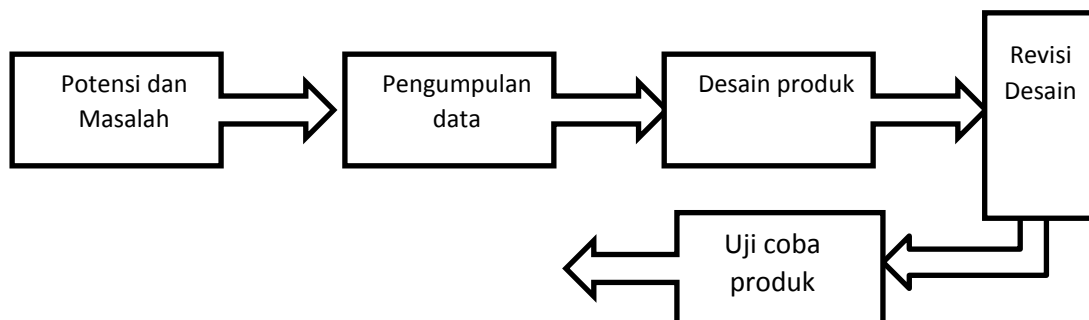 Potensi dan
Masalah
Pengumpulan
data
Desain produk
Revisi
Desain
Uji coba
produk